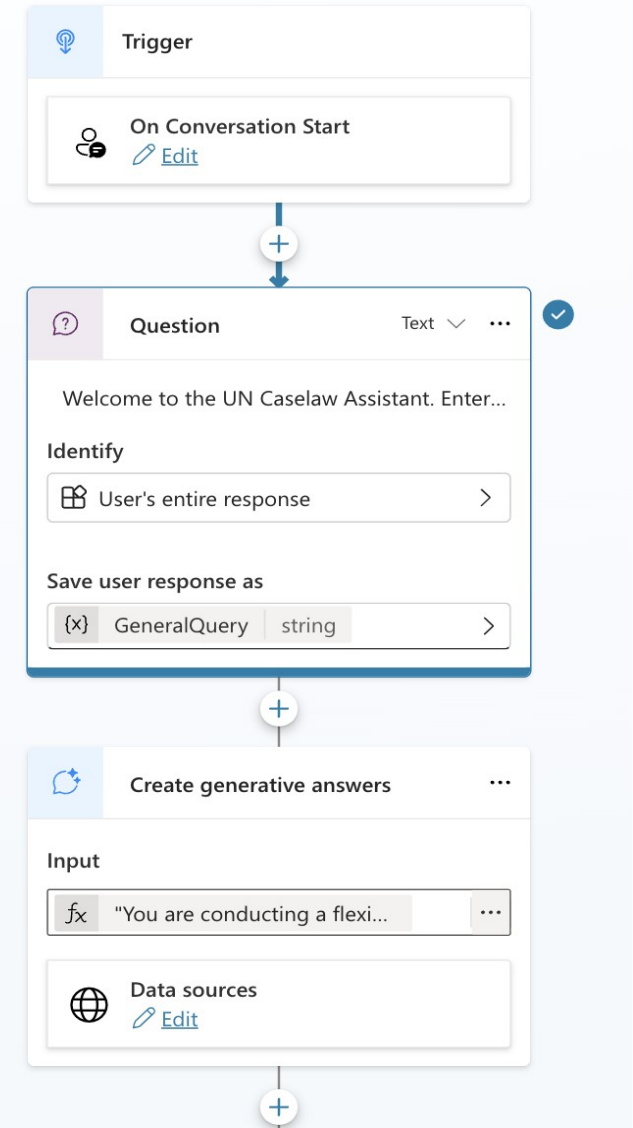 Trigger
On Conversation Start
Edit
Question
Text
Welcome to the UN Caselaw Assistant. Enter...
Identify
User's entire response
Save user response as
{x} GeneralQuery string
Create generative answers
Input
fx "You are conducting a flexi...
Data sources
Edit